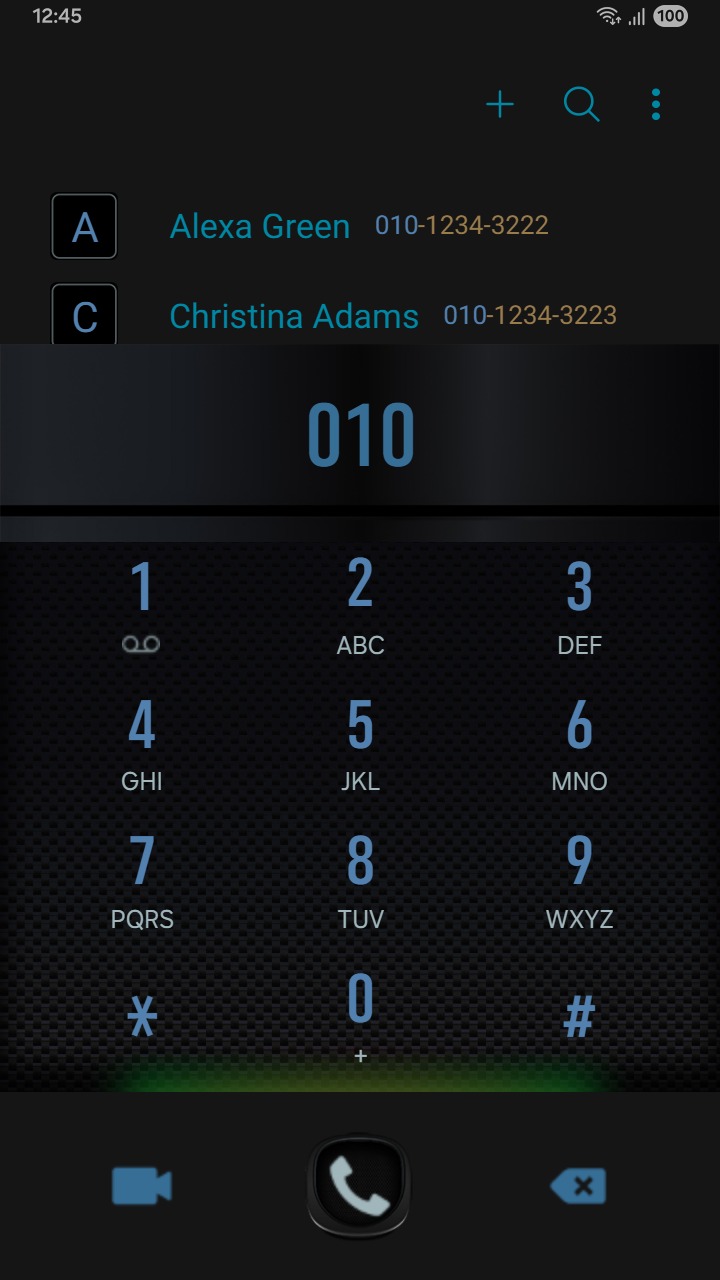 12:45 100
A Alexa Green 010-1234-3222
C Christina Adams 010-1234-3223
010
1 2 3
ABC DEF
4 5 6
GHI JKL MNO
7 8 9
PQRS TUV WXYZ
* 0 #
+